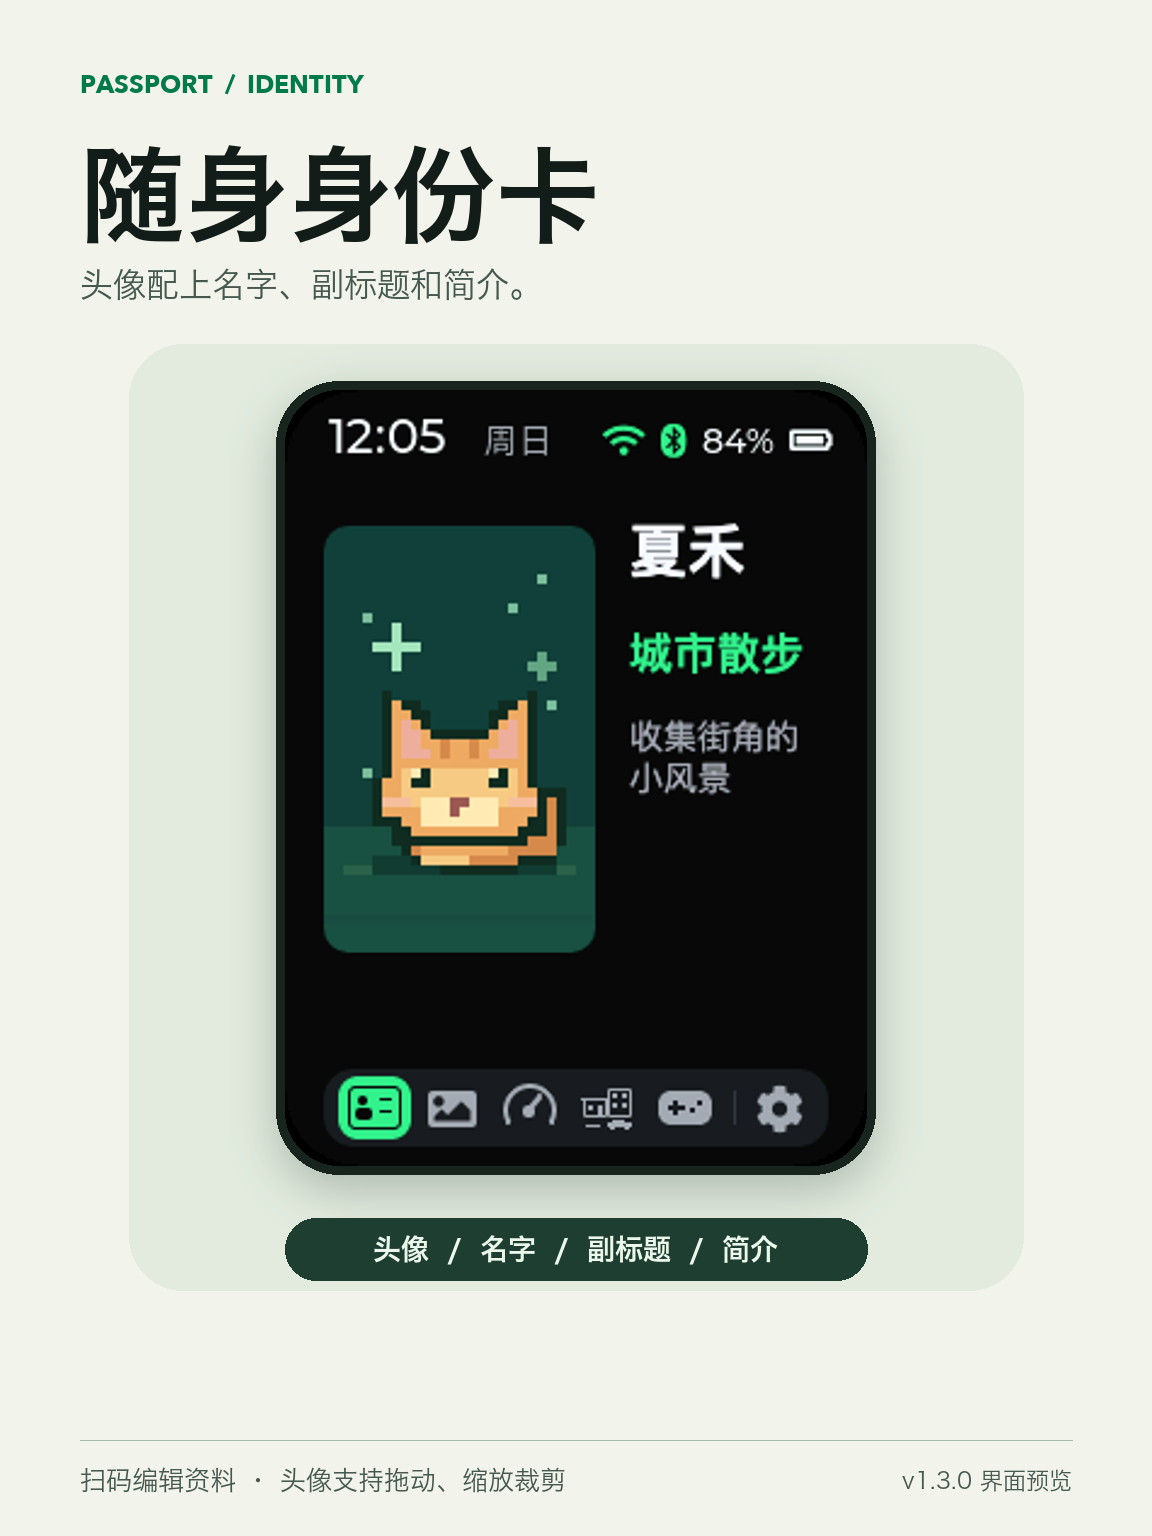 PASSPORT / IDENTITY
随身身份卡
头像配上名字、副标题和简介。
12:05 周日 84%
夏禾
城市散步
收集街角的
小风景
头像 / 名字 / 副标题 / 简介
扫码编辑资料 · 头像支持拖动、缩放裁剪
v1.3.0 界面预览